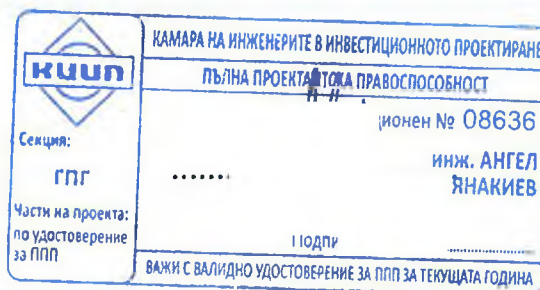 КИИП
Секция:
ГПГ
Части на проекта:
по удостоверение
за ППП
КАМАРА НА ИНЖЕНЕРИТЕ В ИНВЕСТИЦИОННОТО ПРОЕКТИРАНЕ
ПЪЛНА ПРАВОСПОСОБНОСТ
ионен № 08636
инж. АНГЕЛ
ЯНАКИЕВ
ПОДПИ
ВАЖИ С ВАЛИДНО УДОСТОВЕРЕНИЕ ЗА ППП ЗА ТЕКУЩАТА ГОДИНА